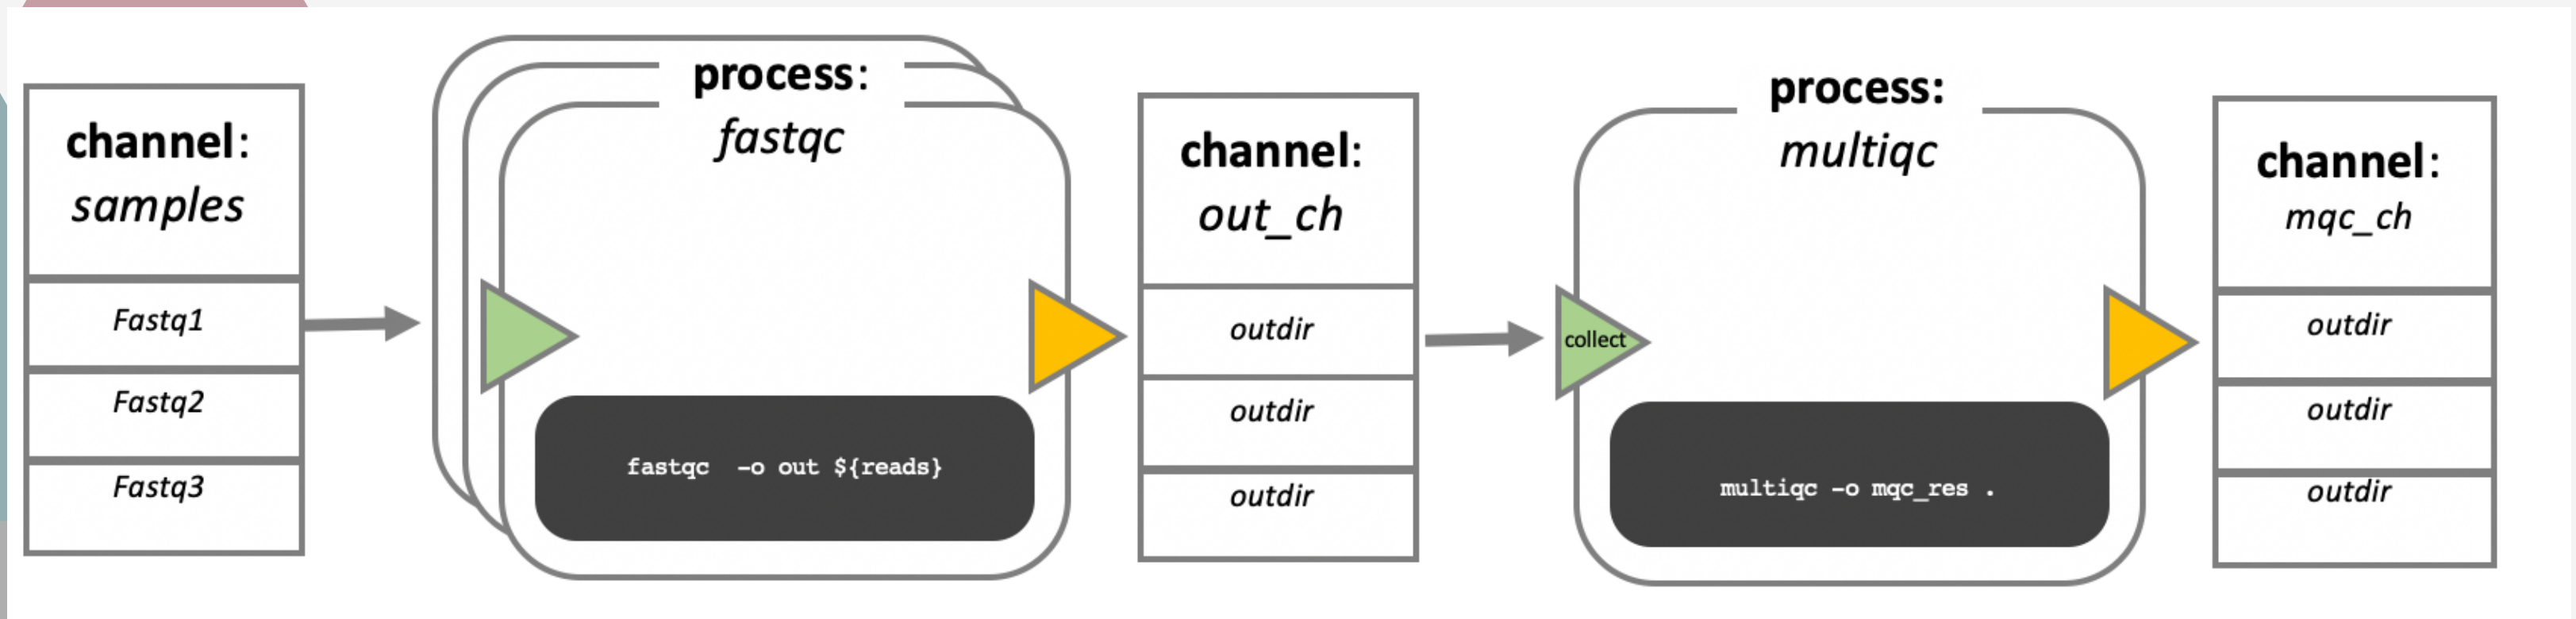 channel:
samples
Fastq1
Fastq2
Fastq3
process:
fastqc
fastqc -o out ${reads}
channel:
out_ch
outdir
outdir
outdir
process:
multiqc
collect
multiqc -o mqc_res .
channel:
mqc_ch
outdir
outdir
outdir